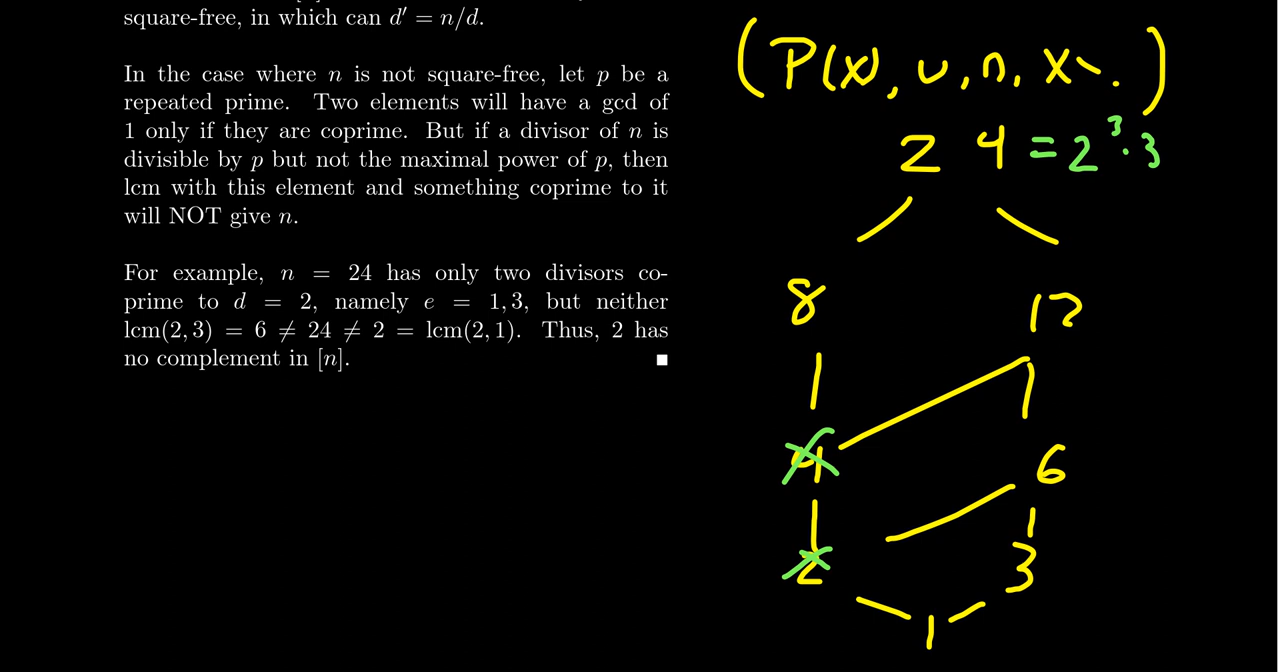 square-free, in which can d′ = n/d.
In the case where n is not square-free, let p be a
repeated prime. Two elements will have a gcd of
1 only if they are coprime. But if a divisor of n is
divisible by p but not the maximal power of p, then
lcm with this element and something coprime to it
will NOT give n.
For example, n = 24 has only two divisors co-
prime to d = 2, namely e = 1, 3, but neither
lcm(2, 3) = 6 ≠ 24 ≠ 2 = lcm(2, 1). Thus, 2 has
no complement in [n]. ■
(P(x), ∪, ∩, X∖·)
24 = 2³·3
8 12
4 6
2 3
1